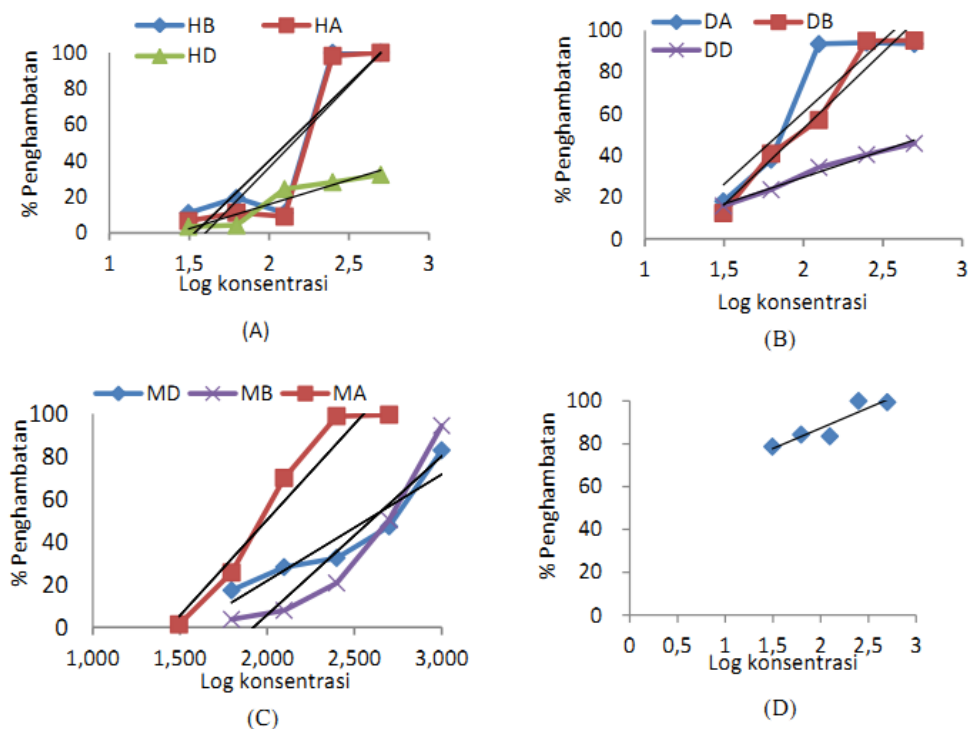 HB HA
HD
% Penghambatan
100
80
60
40
20
0
1 1,5 2 2,5 3
Log konsentrasi
(A)
DA DB
DD
% Penghambatan
100
80
60
40
20
0
1 1,5 2 2,5 3
Log konsentrasi
(B)
MD MB MA
% Penghambatan
100
80
60
40
20
0
1,000 1,500 2,000 2,500 3,000
Log konsentrasi
(C)
% Penghambatan
100
80
60
40
20
0
0 0,5 1 1,5 2 2,5 3
Log konsentrasi
(D)